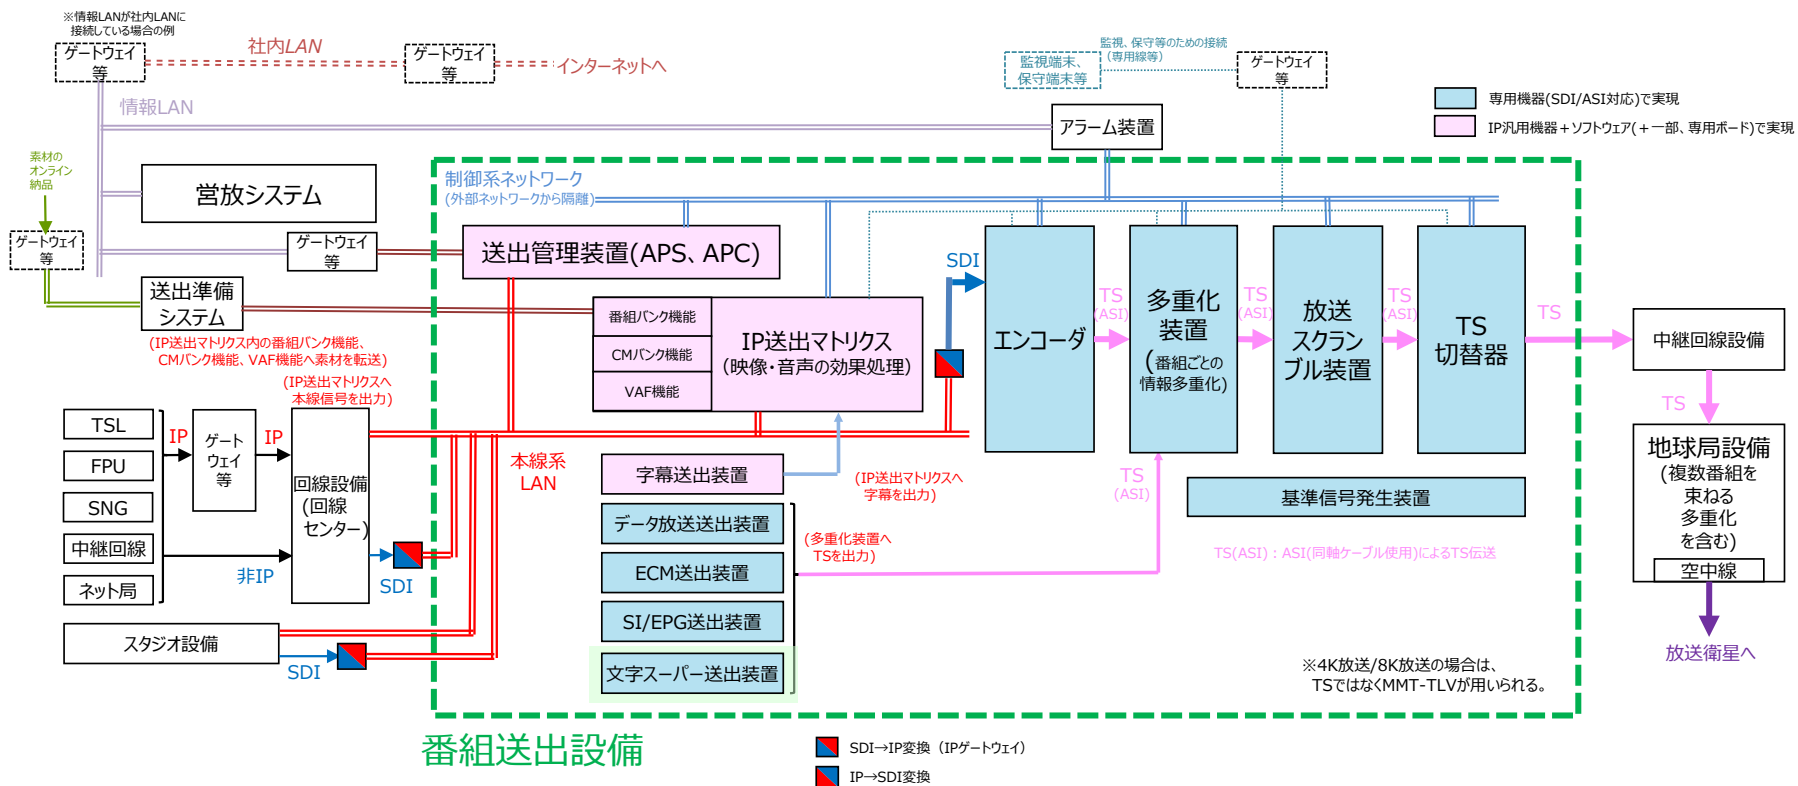 ※情報LANが社内LANに
接続している場合の例
ゲートウェイ
等
社内LAN
ゲートウェイ
等
インターネットへ
監視、保守等のための接続
(専用線等)
監視端末、
保守端末等
ゲートウェイ
等
専用機器(SDI/ASI対応)で実現
IP汎用機器+ソフトウェア(+一部、専用ボード)で実現
情報LAN
アラーム装置
素材の
オンライン
納品
営放システム
制御系ネットワーク
(外部ネットワークから隔離)
ゲートウェイ
等
ゲートウェイ
等
送出管理装置(APS、APC)
SDI
送出準備
システム
(IP送出マトリクス内の番組バンク機能、
CMバンク機能、VAF機能へ素材を転送)
番組バンク機能
CMバンク機能
VAF機能
IP送出マトリクス
(映像・音声の効果処理)
エンコーダ
TS
(ASI)
多重化
装置
(番組ごとの
情報多重化)
TS
(ASI)
放送
スクラン
ブル装置
TS
(ASI)
TS
切替器
TS
中継回線設備
TS
(IP送出マトリクスへ
本線信号を出力)
TSL
FPU
SNG
中継回線
ネット局
IP
ゲート
ウェイ
等
IP
非IP
回線設備
(回線
センター)
SDI
本線系
LAN
字幕送出装置
(IP送出マトリクスへ
字幕を出力)
データ放送送出装置
ECM送出装置
SI/EPG送出装置
文字スーパー送出装置
(多重化装置へ
TSを出力)
TS
(ASI)
基準信号発生装置
TS(ASI):ASI(同軸ケーブル使用)によるTS伝送
地球局設備
(複数番組を
束ねる
多重化
を含む)
空中線
放送衛星へ
スタジオ設備
SDI
※4K放送/8K放送の場合は、
TSではなくMMT-TLVが用いられる。
番組送出設備
SDI→IP変換(IPゲートウェイ)
IP→SDI変換